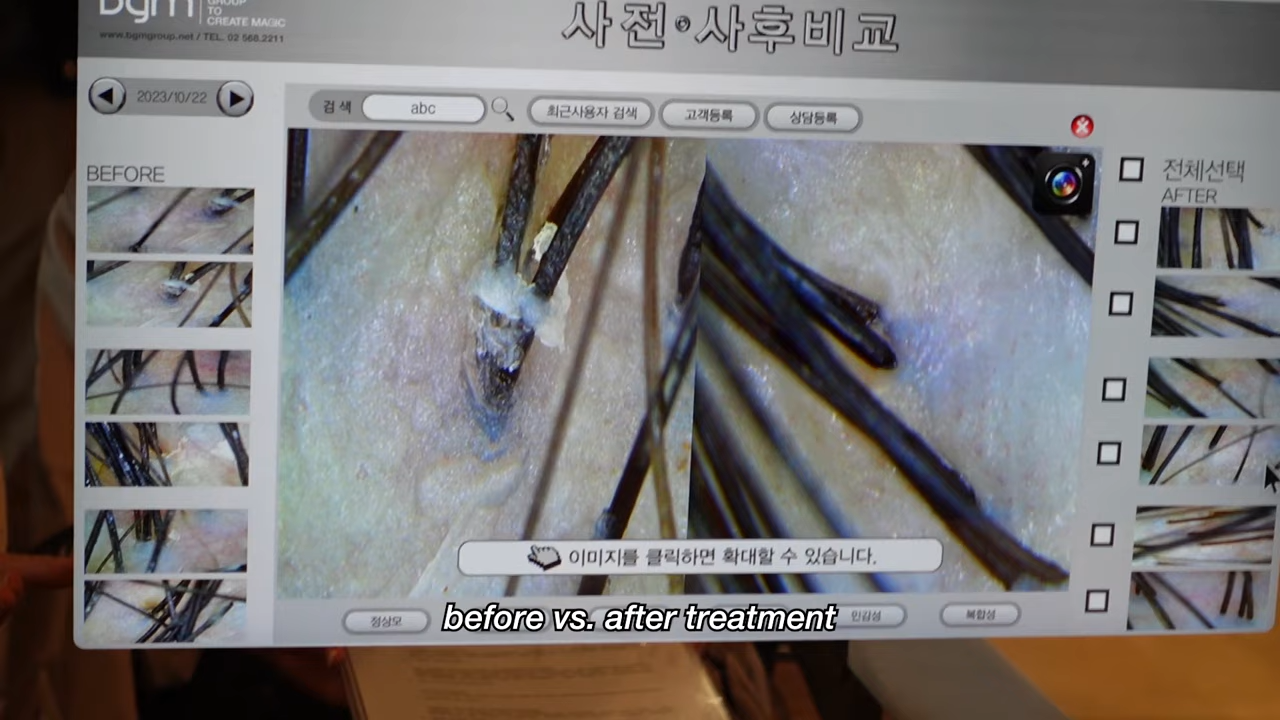 bgm
GROUP
TO
CREATE MAGIC
www.bgmgroup.net / TEL. 02 568.2211
사전•사후비교
2023/10/22
검색
abc
최근사용자 검색
고객등록
상담등록
BEFORE
전체선택
AFTER
이미지를 클릭하면 확대할 수 있습니다.
정상모
민감성
복합성
before vs. after treatment